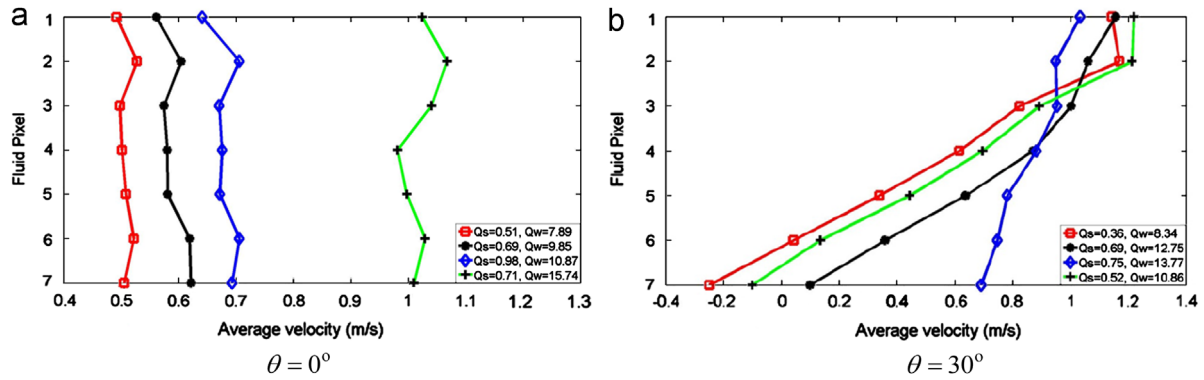 a
1
2
3
4
5
6
7
Fluid Pixel
0.4 0.5 0.6 0.7 0.8 0.9 1 1.1 1.2 1.3
Average velocity (m/s)
Qs=0.51, Qw=7.89
Qs=0.69, Qw=9.85
Qs=0.98, Qw=10.87
Qs=0.71, Qw=15.74
θ = 0°
b
1
2
3
4
5
6
7
Fluid Pixel
-0.4 -0.2 0 0.2 0.4 0.6 0.8 1 1.2 1.4
Average velocity (m/s)
Qs=0.36, Qw=8.34
Qs=0.69, Qw=12.75
Qs=0.75, Qw=13.77
Qs=0.52, Qw=10.86
θ = 30°